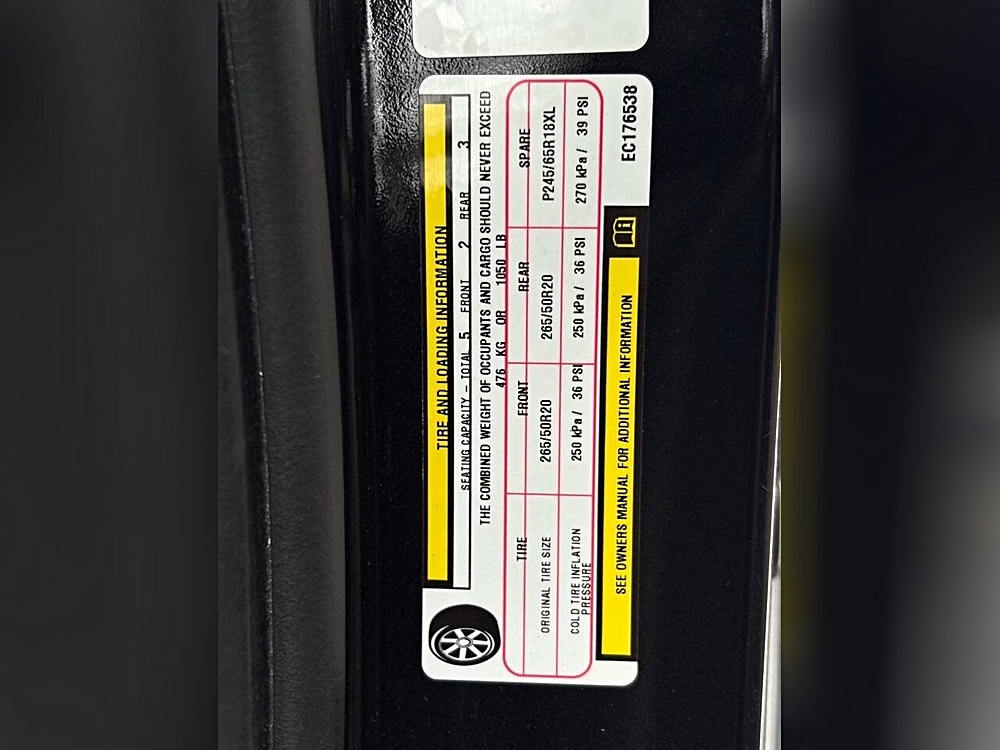 TIRE AND LOADING INFORMATION
SEATING CAPACITY – TOTAL 5 FRONT 2 REAR 3
THE COMBINED WEIGHT OF OCCUPANTS AND CARGO SHOULD NEVER EXCEED
476 KG OR 1050 LB
TIRE FRONT REAR SPARE
ORIGINAL TIRE SIZE 265/50R20 265/50R20 P245/65R18XL
COLD TIRE INFLATION PRESSURE 250 kPa / 36 PSI 250 kPa / 36 PSI 270 kPa / 39 PSI
SEE OWNERS MANUAL FOR ADDITIONAL INFORMATION
EC176538